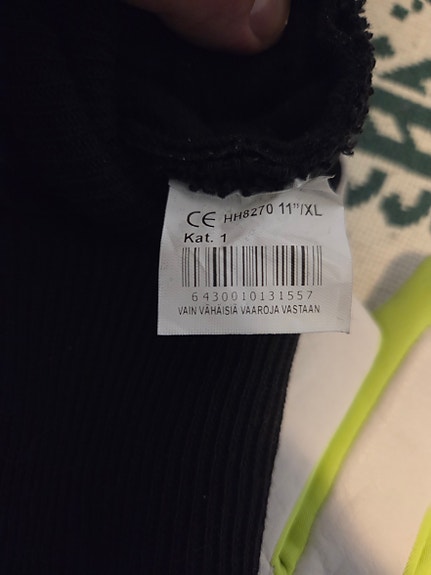 CE HH8270 11"/XL
Kat. 1
6430010131557
VAIN VÄHÄISIÄ VAAROJA VASTAAN